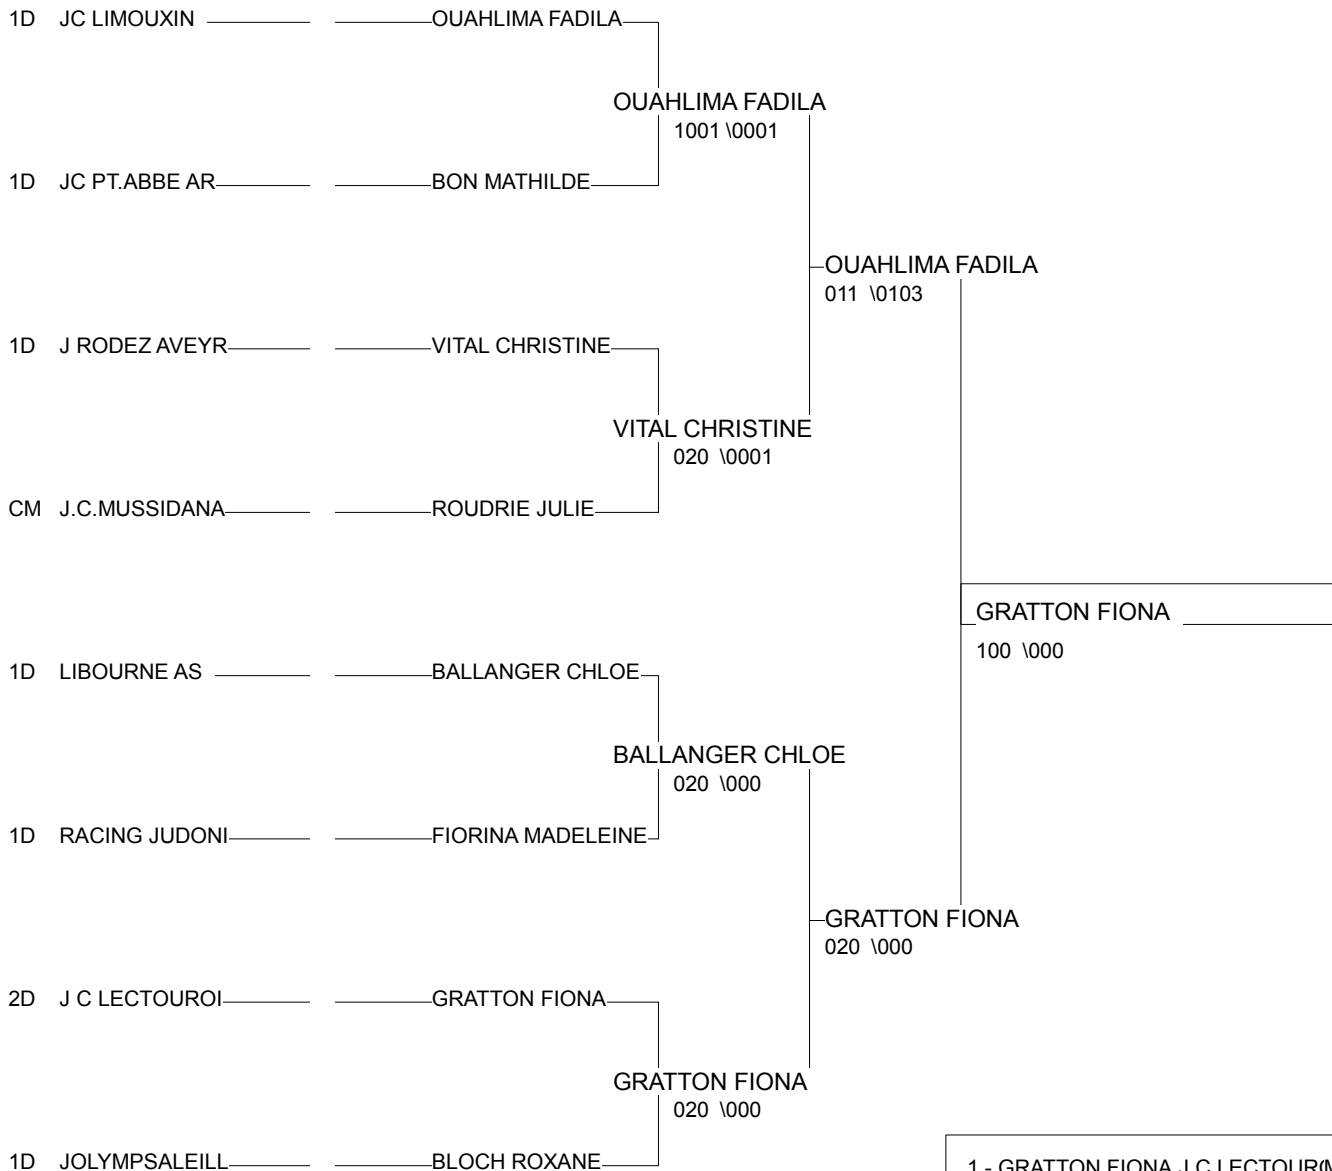 1D JC LIMOUXIN OUAHLIMA FADILA
OUAHLIMA FADILA
1001 \0001
1D JC PT.ABBE AR BON MATHILDE
OUAHLIMA FADILA
011 \0103
1D J RODEZ AVEYR VITAL CHRISTINE
VITAL CHRISTINE
020 \0001
CM J.C.MUSSIDANA ROUDRIE JULIE
GRATTON FIONA
100 \000
1D LIBOURNE AS BALLANGER CHLOE
BALLANGER CHLOE
020 \000
1D RACING JUDONI FIORINA MADELEINE
GRATTON FIONA
020 \000
2D J C LECTOUROI GRATTON FIONA
GRATTON FIONA
020 \000
1D JOLYMPSALEILL BLOCH ROXANE
1 - GRATTON FIONA J C